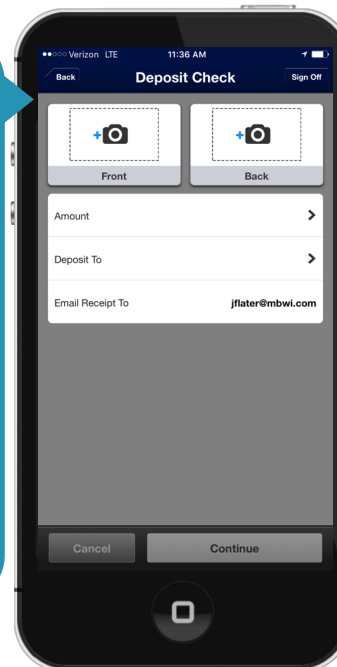 Verizon LTE 11:36 AM
Back Deposit Check Sign Off
+ +
Front Back
Amount
Deposit To
Email Receipt To jflater@mbwi.com
Cancel Continue